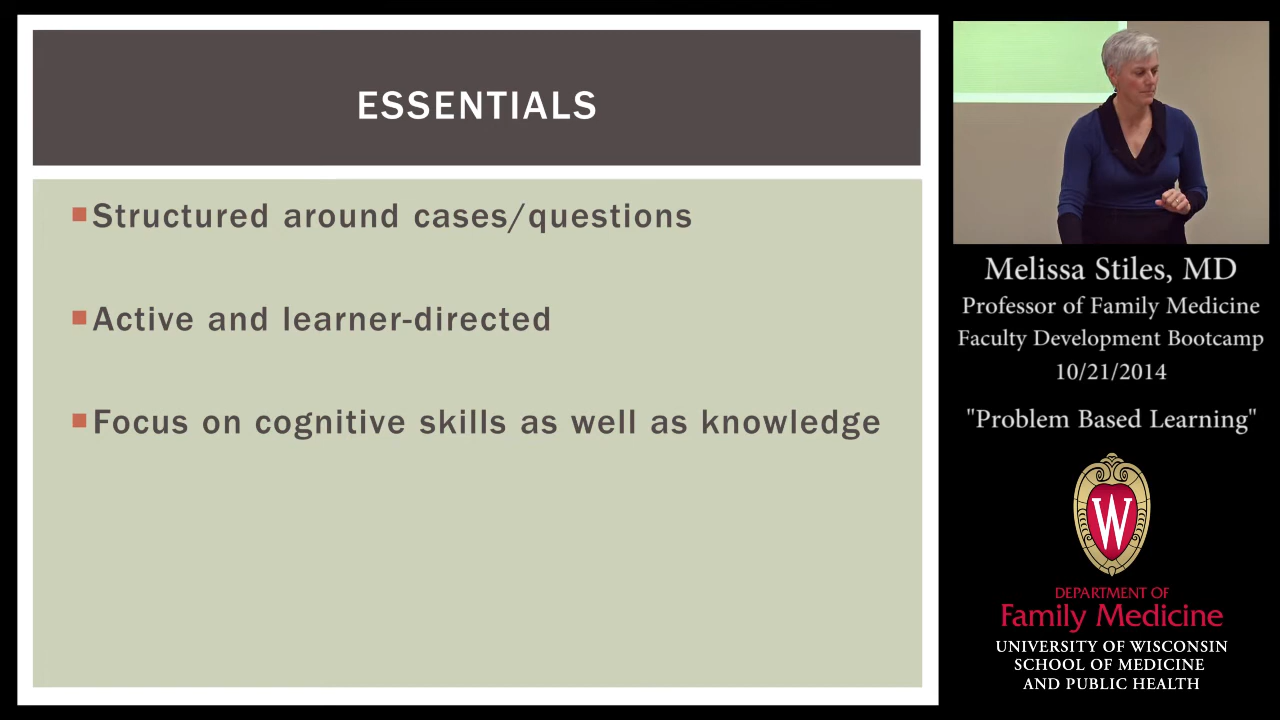 ESSENTIALS
Structured around cases/questions
Active and learner-directed
Focus on cognitive skills as well as knowledge
Melissa Stiles, MD
Professor of Family Medicine
Faculty Development Bootcamp
10/21/2014
"Problem Based Learning"
W
DEPARTMENT OF
Family Medicine
UNIVERSITY OF WISCONSIN
SCHOOL OF MEDICINE
AND PUBLIC HEALTH